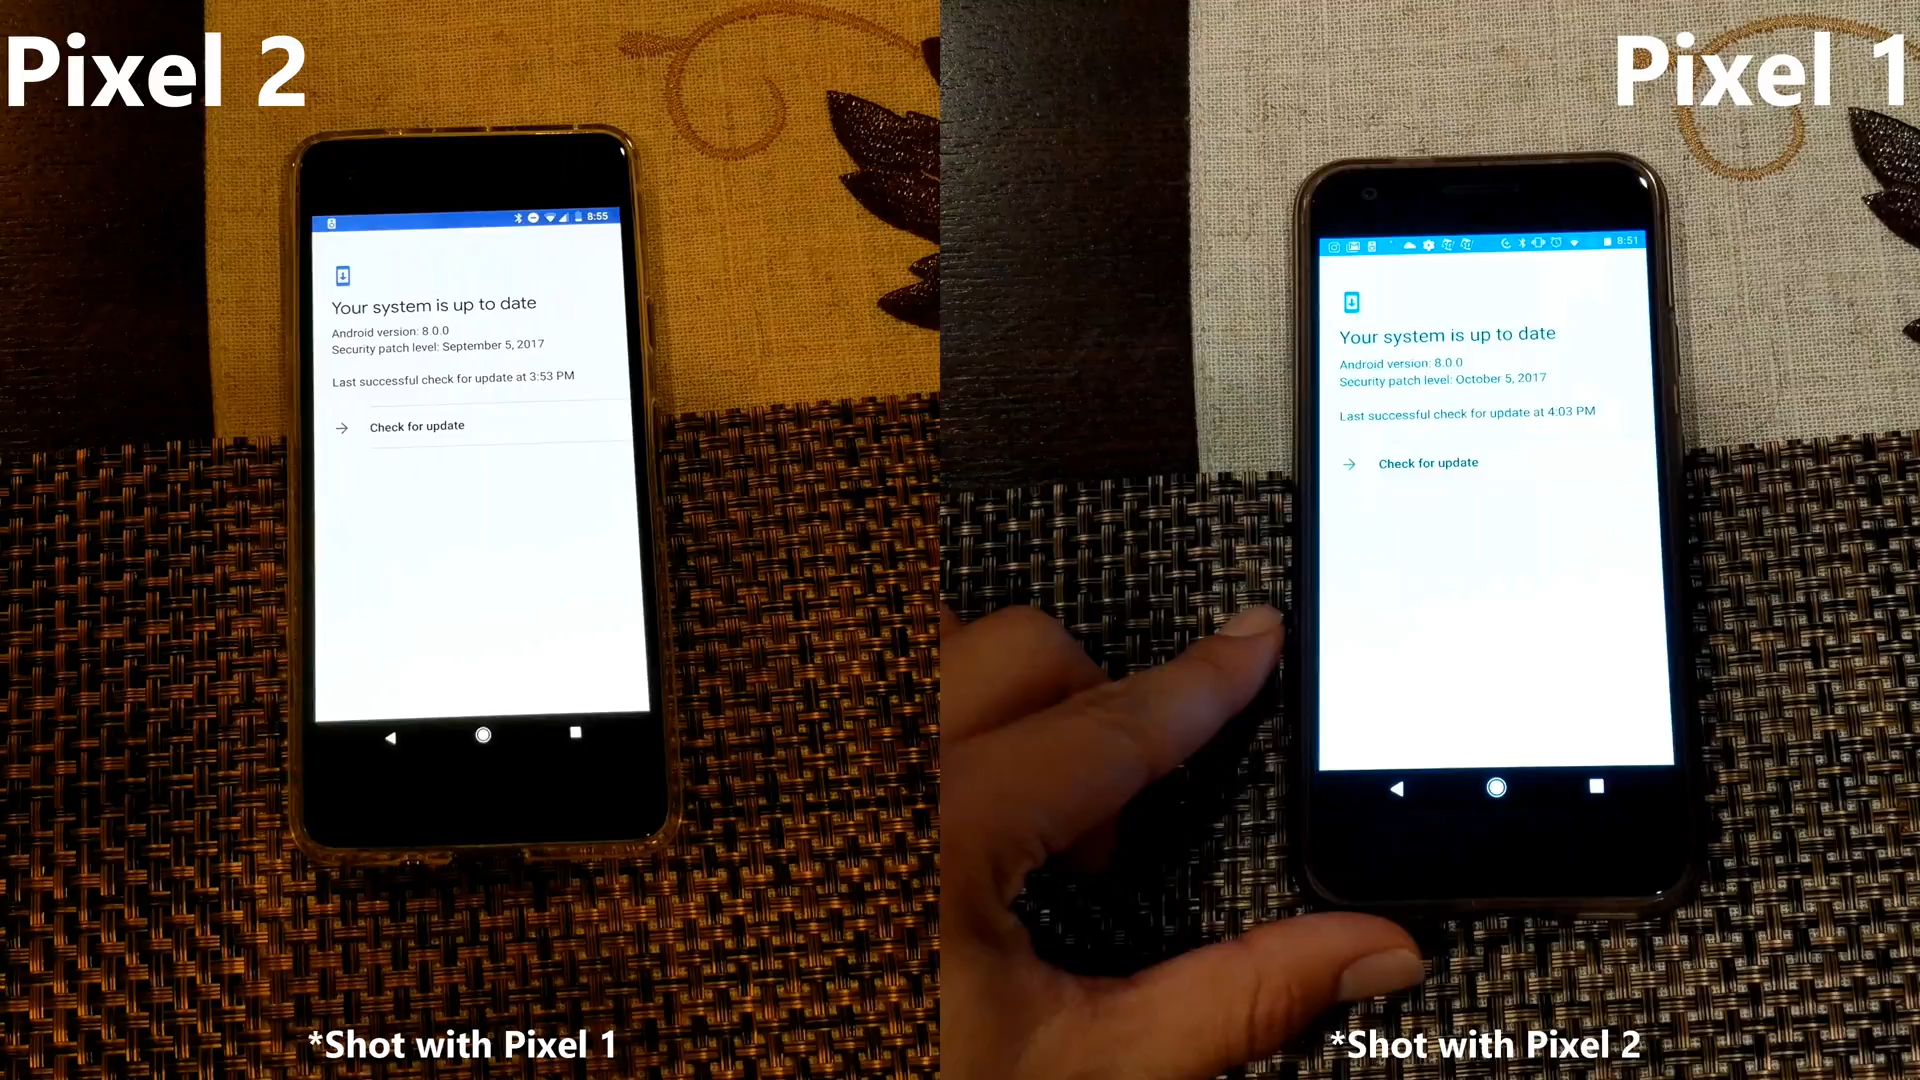 Pixel 2
8:55
Your system is up to date
Android version: 8.0.0
Security patch level: September 5, 2017
Last successful check for update at 3:53 PM
Check for update
*Shot with Pixel 1
Pixel 1
8:51
Your system is up to date
Android version: 8.0.0
Security patch level: October 5, 2017
Last successful check for update at 4:03 PM
Check for update
*Shot with Pixel 2